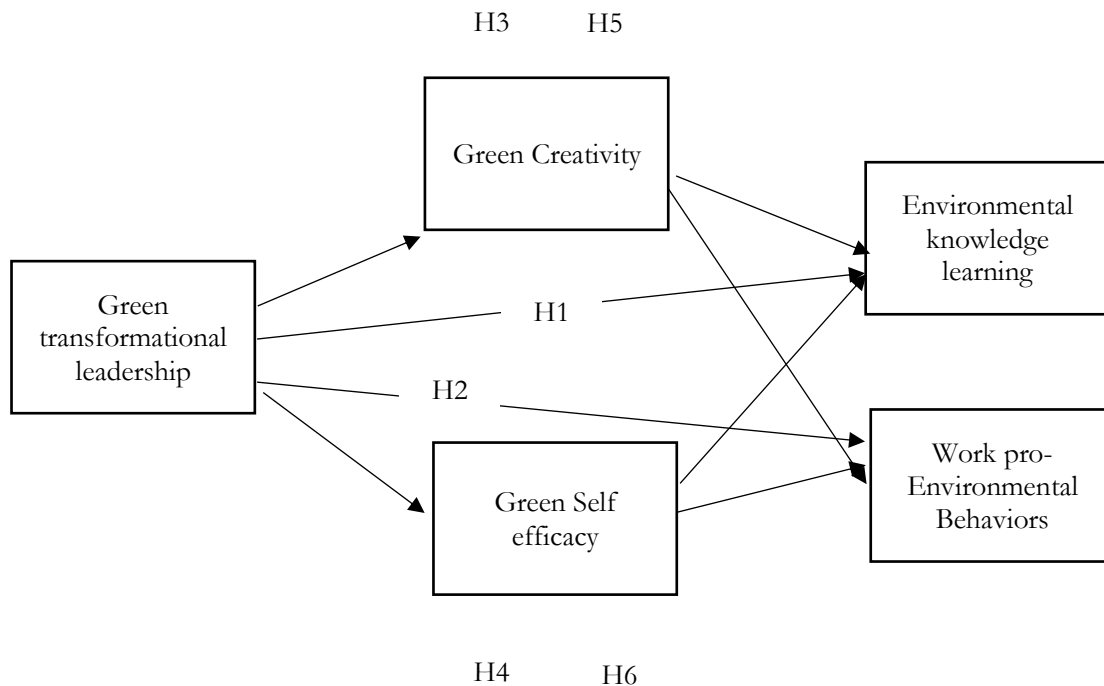 H3 H5
Green Creativity
Environmental
knowledge
learning
Green
transformational
leadership
H1
H2
Work pro-
Environmental
Behaviors
Green Self
efficacy
H4 H6